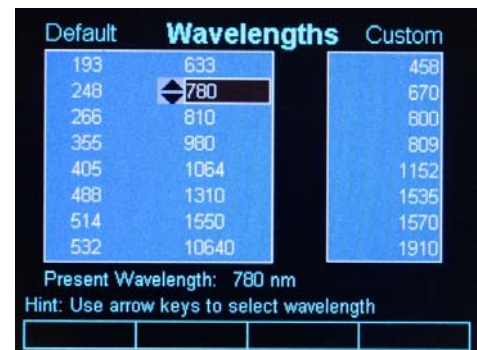 Default Wavelengths Custom
193 633 458
248 780 670
266 810 800
355 980 809
405 1064 1152
488 1310 1535
514 1550 1570
532 10640 1910
Present Wavelength: 780 nm
Hint: Use arrow keys to select wavelength